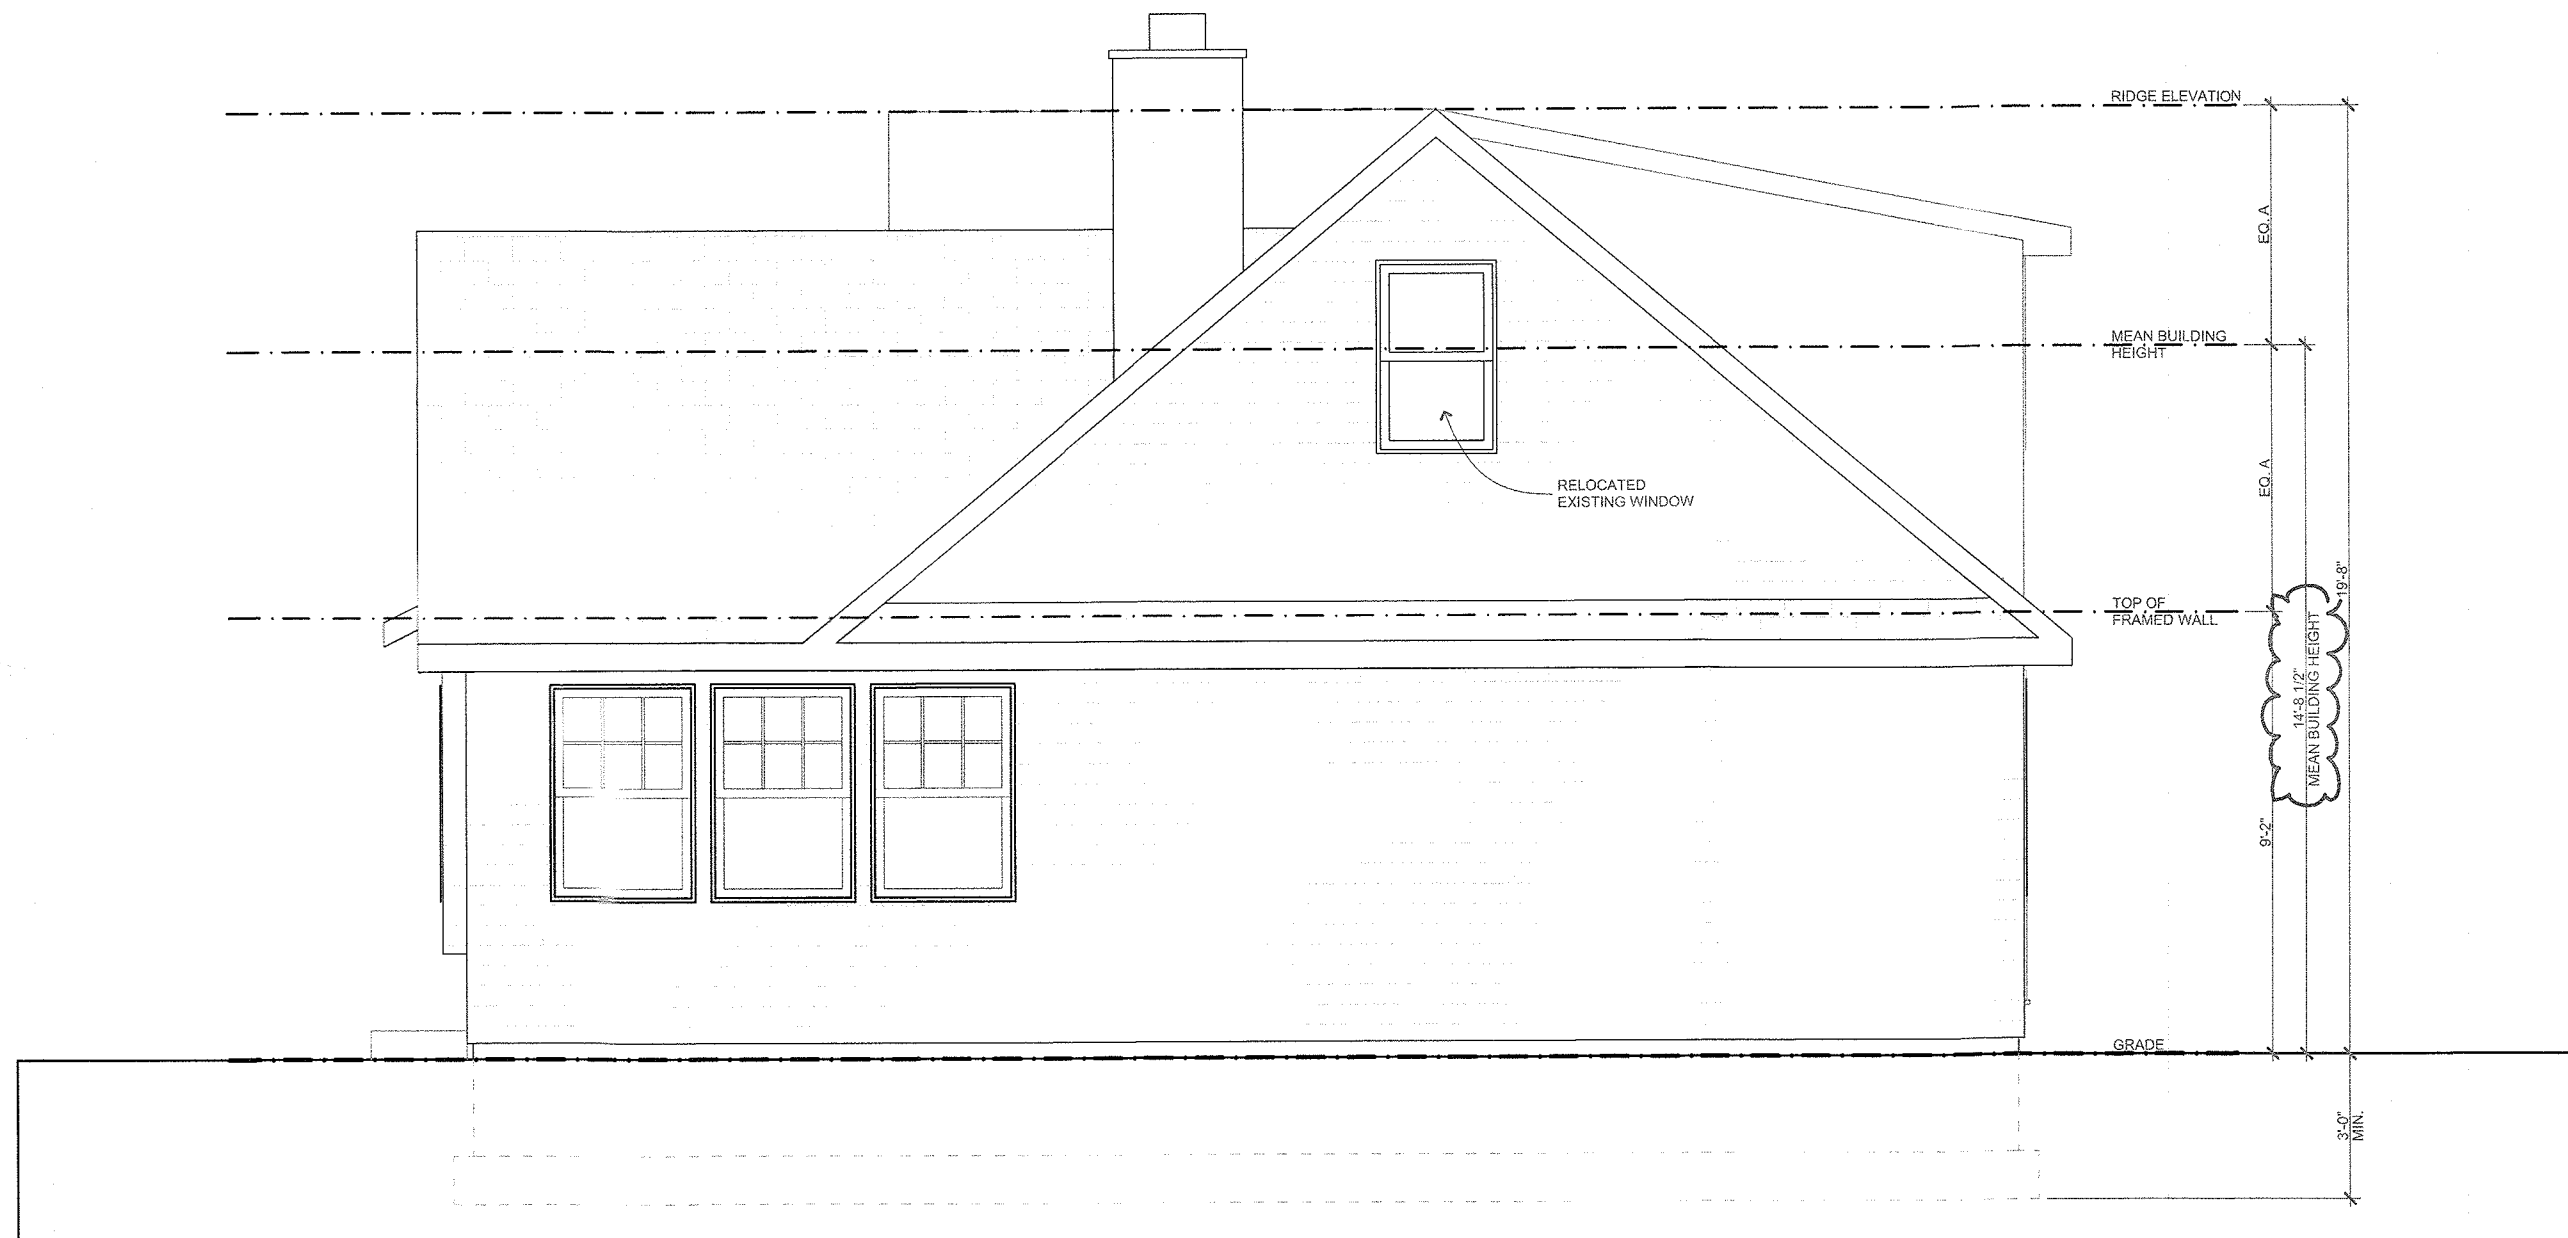 RIDGE ELEVATION
EQ. A
MEAN BUILDING
HEIGHT
EQ. A
RELOCATED
EXISTING WINDOW
19'-8"
TOP OF
FRAMED WALL
14'-8 1/2"
MEAN BUILDING HEIGHT
9'-2"
GRADE
3'-0"
MIN.